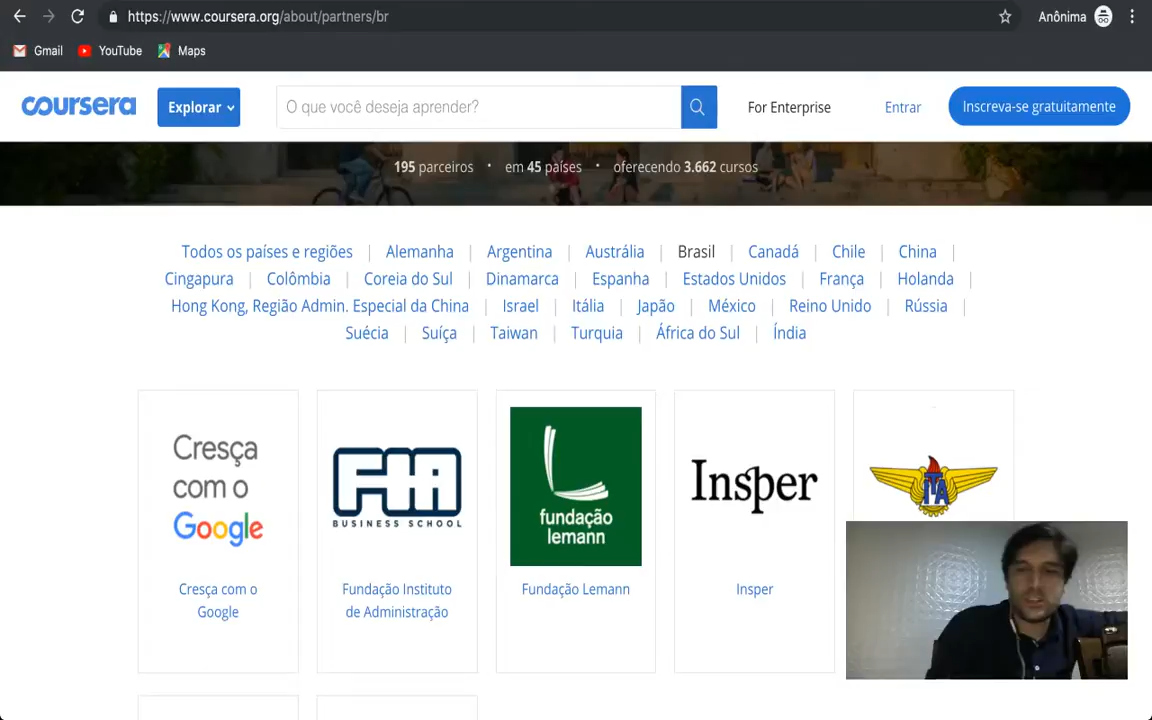 https://www.coursera.org/about/partners/br
Anônima
Gmail
YouTube
Maps
coursera
Explorar
O que você deseja aprender?
For Enterprise
Entrar
Inscreva-se gratuitamente
195 parceiros • em 45 países • oferecendo 3.662 cursos
Todos os países e regiões | Alemanha | Argentina | Austrália | Brasil | Canadá | Chile | China |
Cingapura | Colômbia | Coreia do Sul | Dinamarca | Espanha | Estados Unidos | França | Holanda |
Hong Kong, Região Admin. Especial da China | Israel | Itália | Japão | México | Reino Unido | Rússia |
Suécia | Suíça | Taiwan | Turquia | África do Sul | Índia
Cresça
com o
Google
FIA
BUSINESS SCHOOL
fundação
lemann
Insper
ITA
Cresça com o
Google
Fundação Instituto
de Administração
Fundação Lemann
Insper